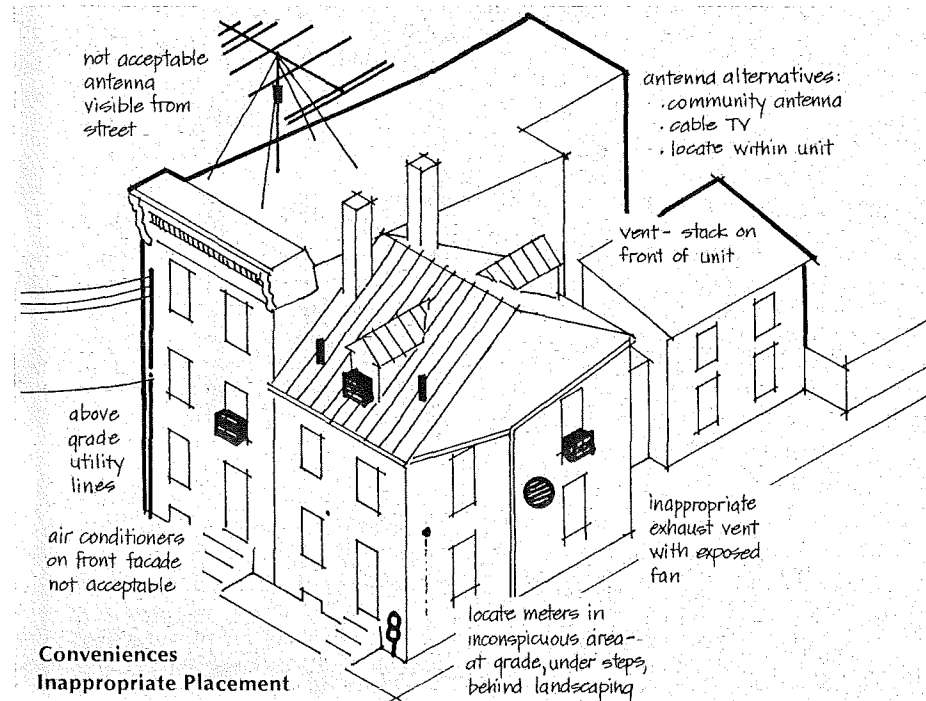 not acceptable
antenna
visible from
street
antenna alternatives:
· community antenna
· cable TV
· locate within unit
vent-stack on
front of unit
above
grade
utility
lines
air conditioners
on front facade
not acceptable
inappropriate
exhaust vent
with exposed
fan
locate meters in
inconspicuous area-
at grade, under steps,
behind landscaping
Conveniences
Inappropriate Placement